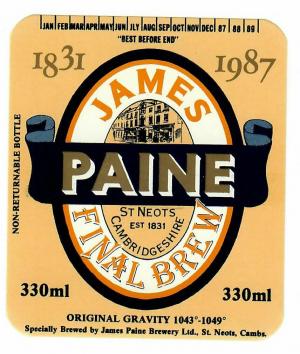 JAN FEB MAR APR MAY JUN JLY AUG SEP OCT NOV DEC 87 88 89
"BEST BEFORE END"
1831 1987
JAMES
PAINE
ST NEOTS
EST 1831
CAMBRIDGESHIRE
FINAL BREW
NON-RETURNABLE BOTTLE
330ml 330ml
ORIGINAL GRAVITY 1043°-1049°
Specially Brewed by James Paine Brewery Ltd., St. Neots, Cambs.